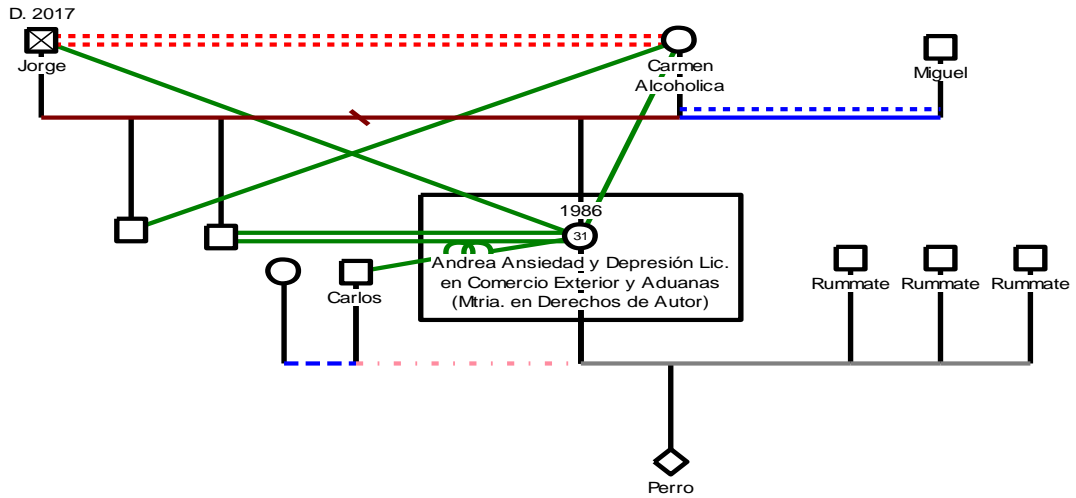 D. 2017
Jorge
Carmen
Alcoholica
Miguel
1986
31
Andrea Ansiedad y Depresión Lic.
en Comercio Exterior y Aduanas
(Mtria. en Derechos de Autor)
Carlos
Rummate
Rummate
Rummate
Perro